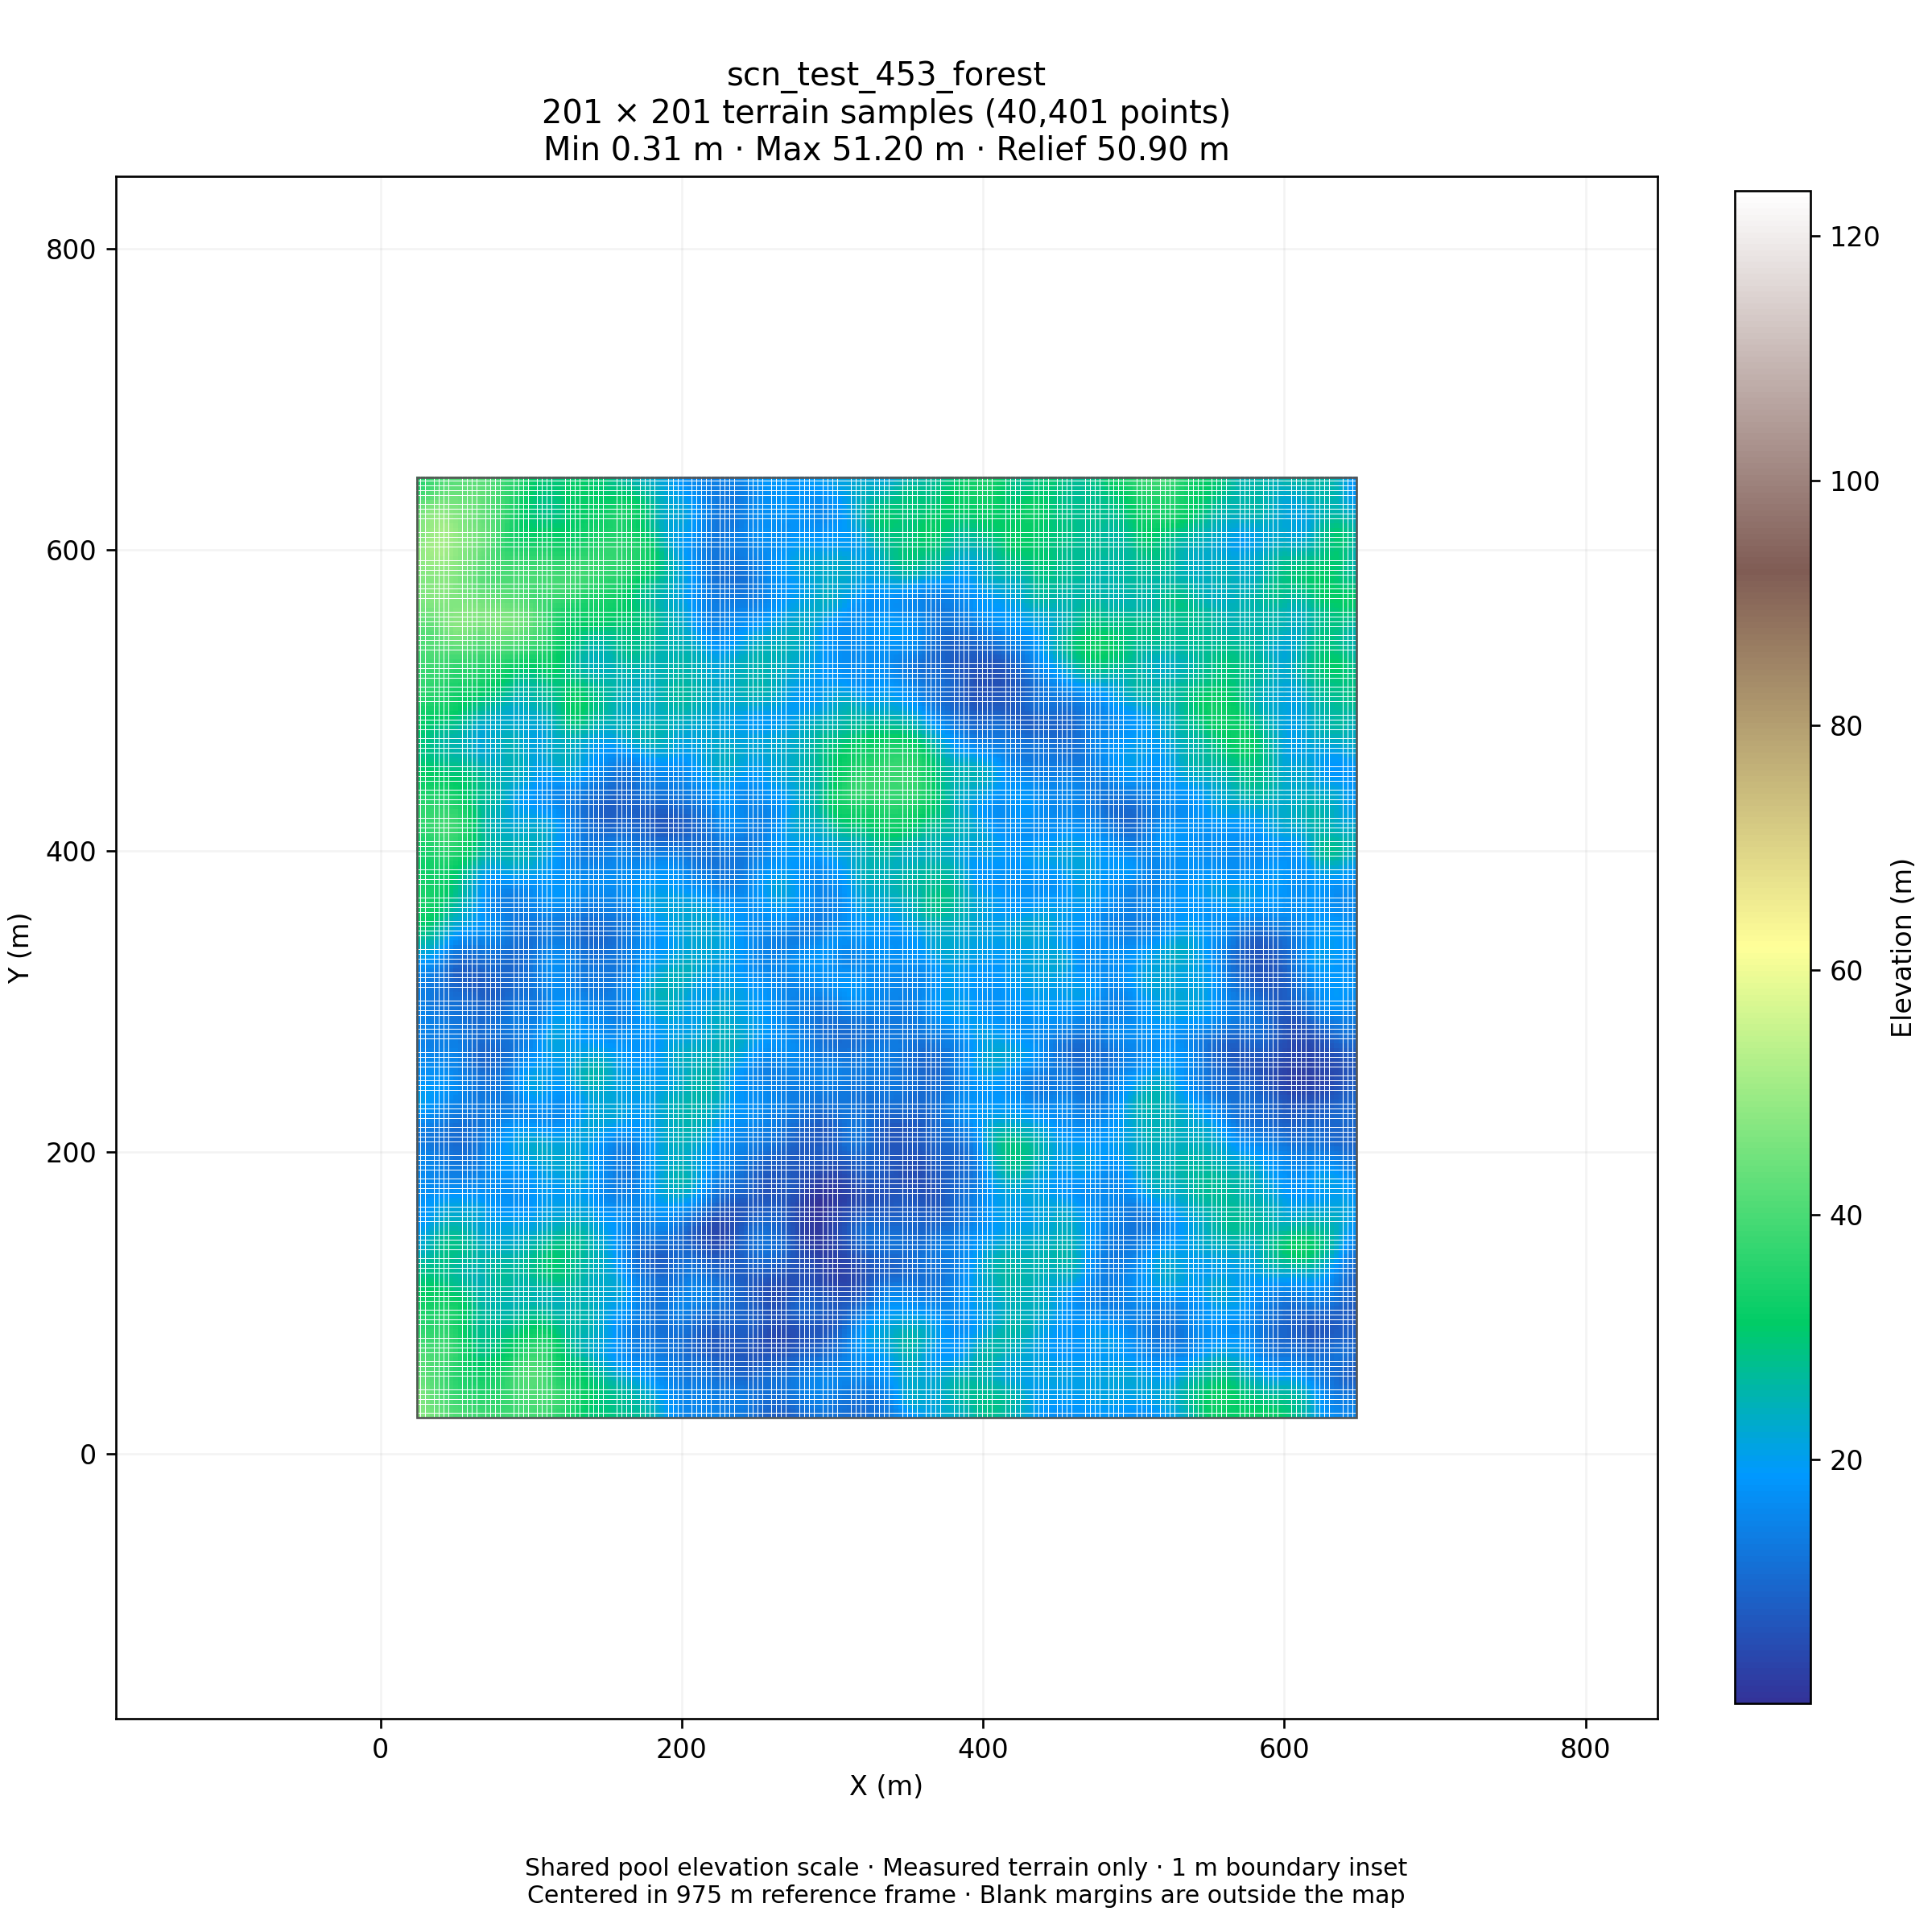 scn_test_453_forest
201 × 201 terrain samples (40,401 points)
Min 0.31 m · Max 51.20 m · Relief 50.90 m
800
600
400
200
0
Y (m)
0 200 400 600 800
X (m)
120
100
80
60
40
20
Elevation (m)
Shared pool elevation scale · Measured terrain only · 1 m boundary inset
Centered in 975 m reference frame · Blank margins are outside the map